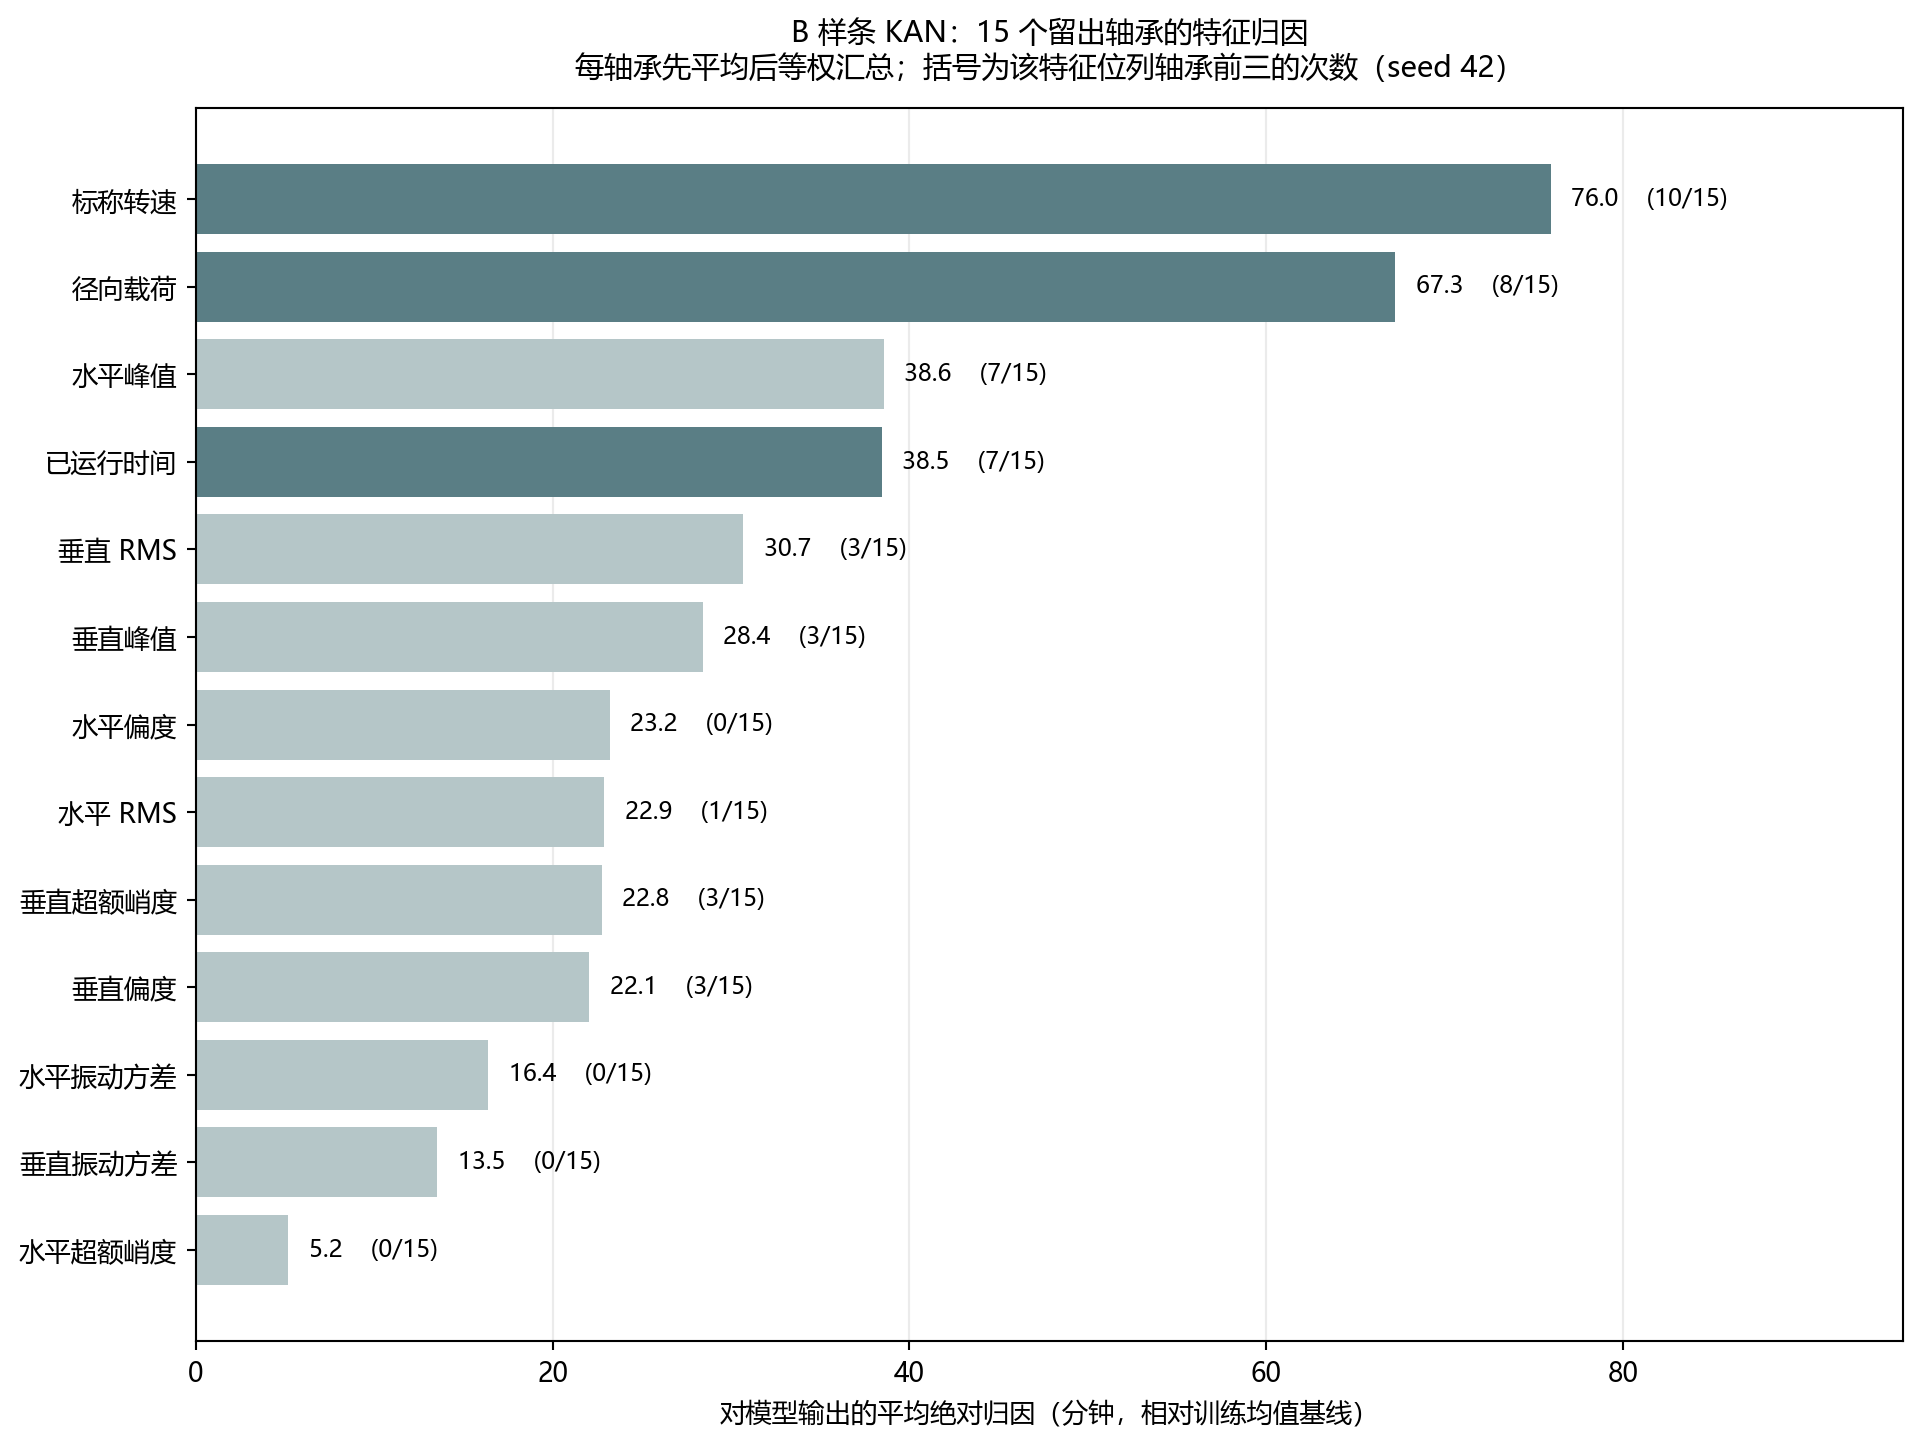 B 样条 KAN：15 个留出轴承的特征归因
每轴承先平均后等权汇总；括号为该特征位列轴承前三的次数（seed 42）
标称转速 76.0 (10/15)
径向载荷 67.3 (8/15)
水平峰值 38.6 (7/15)
已运行时间 38.5 (7/15)
垂直 RMS 30.7 (3/15)
垂直峰值 28.4 (3/15)
水平偏度 23.2 (0/15)
水平 RMS 22.9 (1/15)
垂直超额峭度 22.8 (3/15)
垂直偏度 22.1 (3/15)
水平振动方差 16.4 (0/15)
垂直振动方差 13.5 (0/15)
水平超额峭度 5.2 (0/15)
0 20 40 60 80
对模型输出的平均绝对归因（分钟，相对训练均值基线）